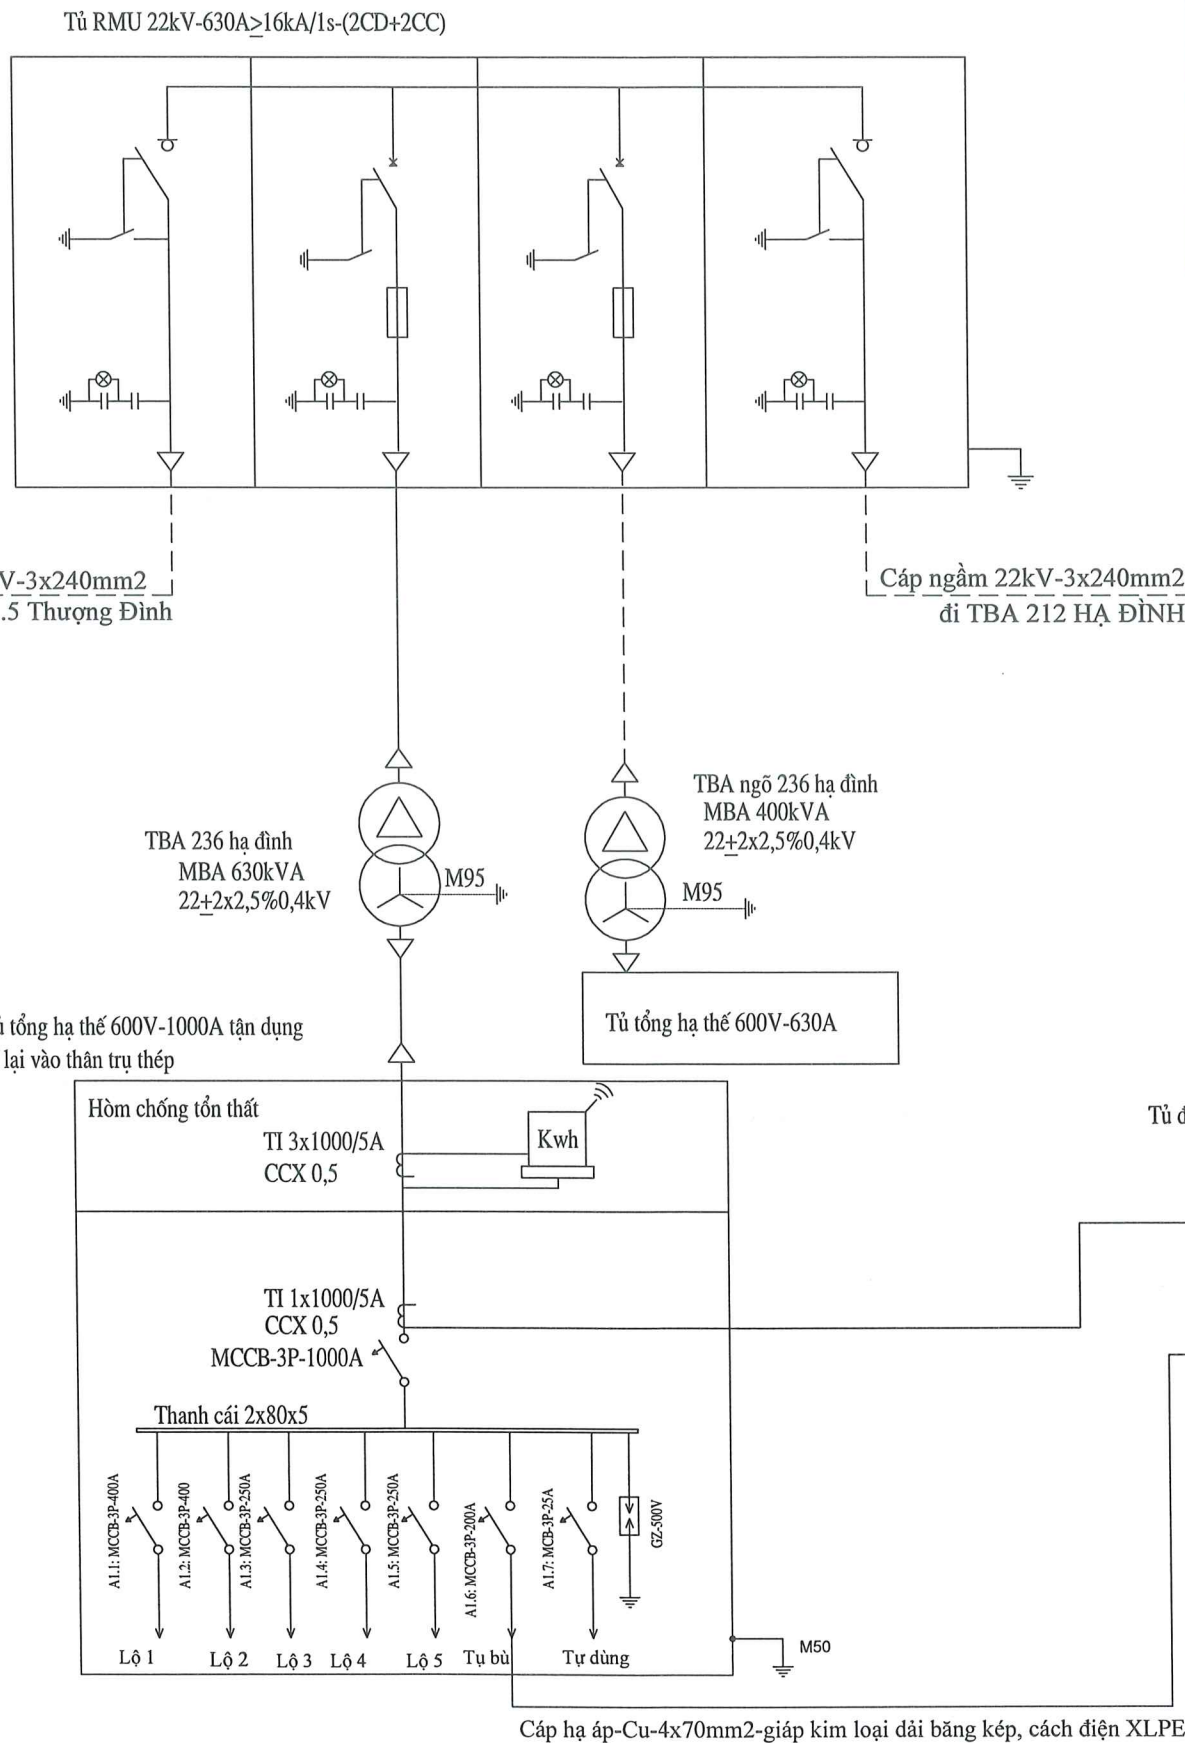 Tủ RMU 22kV-630A≥16kA/1s-(2CD+2CC)
V-3x240mm2
.5 Thượng Đình
Cáp ngầm 22kV-3x240mm2
đi TBA 212 HẠ ĐÌNH
TBA 236 hạ đình
MBA 630kVA
22±2x2,5%0,4kV
M95
TBA ngõ 236 hạ đình
MBA 400kVA
22±2x2,5%0,4kV
M95
tổng hạ thế 600V-1000A tận dụng
lại vào thân trụ thép
Tủ tổng hạ thế 600V-630A
Hòm chống tổn thất
TI 3x1000/5A
CCX 0,5
Kwh
Tủ đ
TI 1x1000/5A
CCX 0,5
MCCB-3P-1000A
Thanh cái 2x80x5
A1.1: MCCB-3P-400A
A1.2: MCCB-3P-400
A1.3: MCCB-3P-250A
A1.4: MCCB-3P-250A
A1.5: MCCB-3P-250A
A1.6: MCCB-3P-200A
A1.7: MCB-3P-25A
GZ-500V
Lộ 1
Lộ 2
Lộ 3
Lộ 4
Lộ 5
Tụ bù
Tự dùng
M50
Cáp hạ áp-Cu-4x70mm2-giáp kim loại dải băng kép, cách điện XLPE